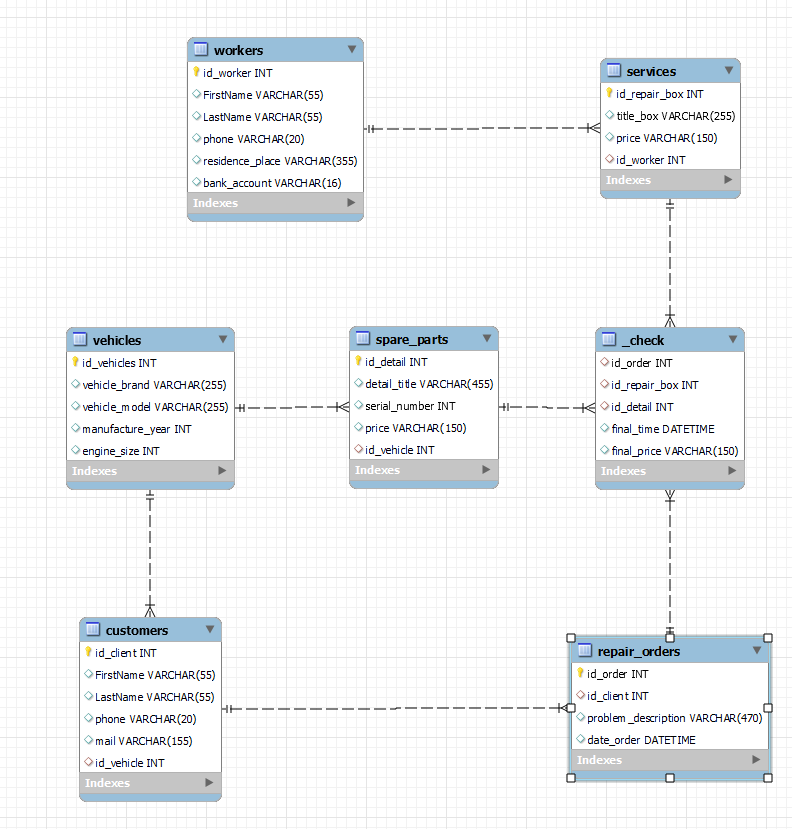 workers
id_worker INT
FirstName VARCHAR(55)
LastName VARCHAR(55)
phone VARCHAR(20)
residence_place VARCHAR(355)
bank_account VARCHAR(16)
Indexes
services
id_repair_box INT
title_box VARCHAR(255)
price VARCHAR(150)
id_worker INT
Indexes
vehicles
id_vehicles INT
vehicle_brand VARCHAR(255)
vehicle_model VARCHAR(255)
manufacture_year INT
engine_size INT
Indexes
spare_parts
id_detail INT
detail_title VARCHAR(455)
serial_number INT
price VARCHAR(150)
id_vehicle INT
Indexes
_check
id_order INT
id_repair_box INT
id_detail INT
final_time DATETIME
final_price VARCHAR(150)
Indexes
customers
id_client INT
FirstName VARCHAR(55)
LastName VARCHAR(55)
phone VARCHAR(20)
mail VARCHAR(155)
id_vehicle INT
Indexes
repair_orders
id_order INT
id_client INT
problem_description VARCHAR(470)
date_order DATETIME
Indexes